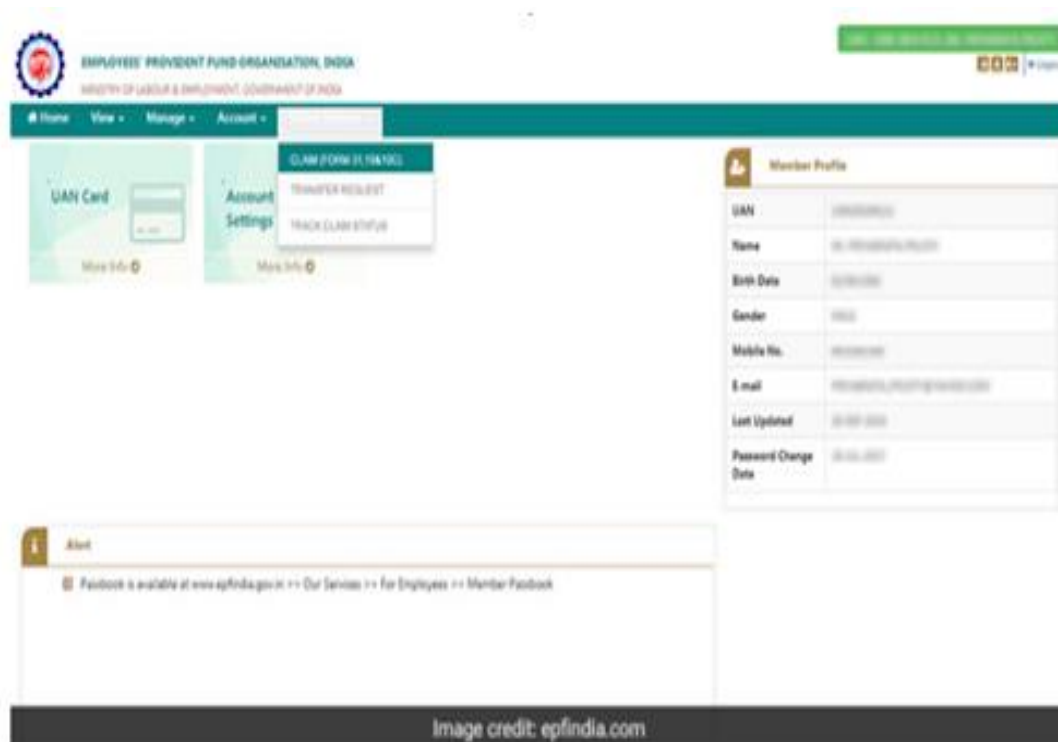 EMPLOYEES' PROVIDENT FUND ORGANISATION, INDIA
MINISTRY OF LABOUR & EMPLOYMENT, GOVERNMENT OF INDIA
Home View Manage Account
CLAIM (FORM-31,19&10C)
TRANSFER REQUEST
TRACK CLAIM STATUS
UAN Card
More Info
Account
Settings
More Info
Member Profile
UAN
Name
Birth Date
Gender
Mobile No.
E-mail
Last Updated
Password Change
Date
Alert
Passbook is available at www.epfindia.gov.in >> Our Services >> For Employees >> Member Passbook
Image credit: epfindia.com